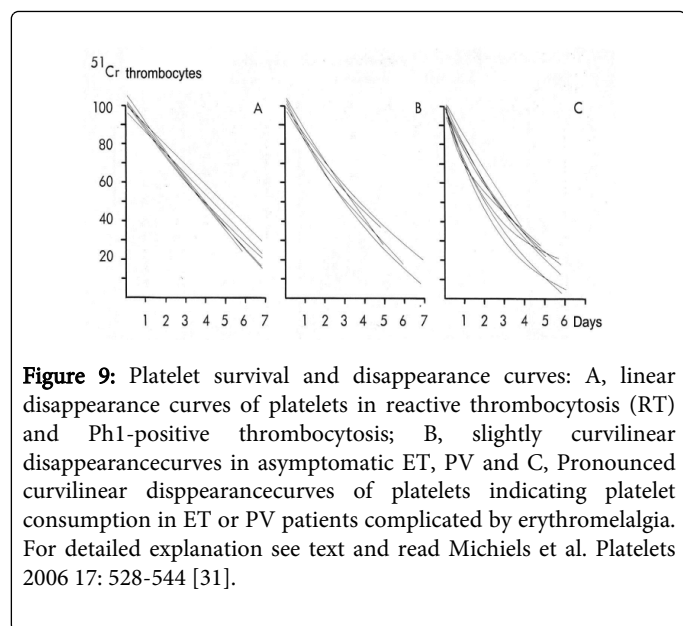 51Cr thrombocytes
A
B
C
100
80
60
40
20
1 2 3 4 5 6 7
1 2 3 4 5 6 7
1 2 3 4 5 6 Days
Figure 9: Platelet survival and disappearance curves: A, linear
disappearance curves of platelets in reactive thrombocytosis (RT)
and Ph1-positive thrombocytosis; B, slightly curvilinear
disappearancecurves in asymptomatic ET, PV and C, Pronounced
curvilinear disppearancecurves of platelets indicating platelet
consumption in ET or PV patients complicated by erythromelalgia.
For detailed explanation see text and read Michiels et al. Platelets
2006 17: 528-544 [31].